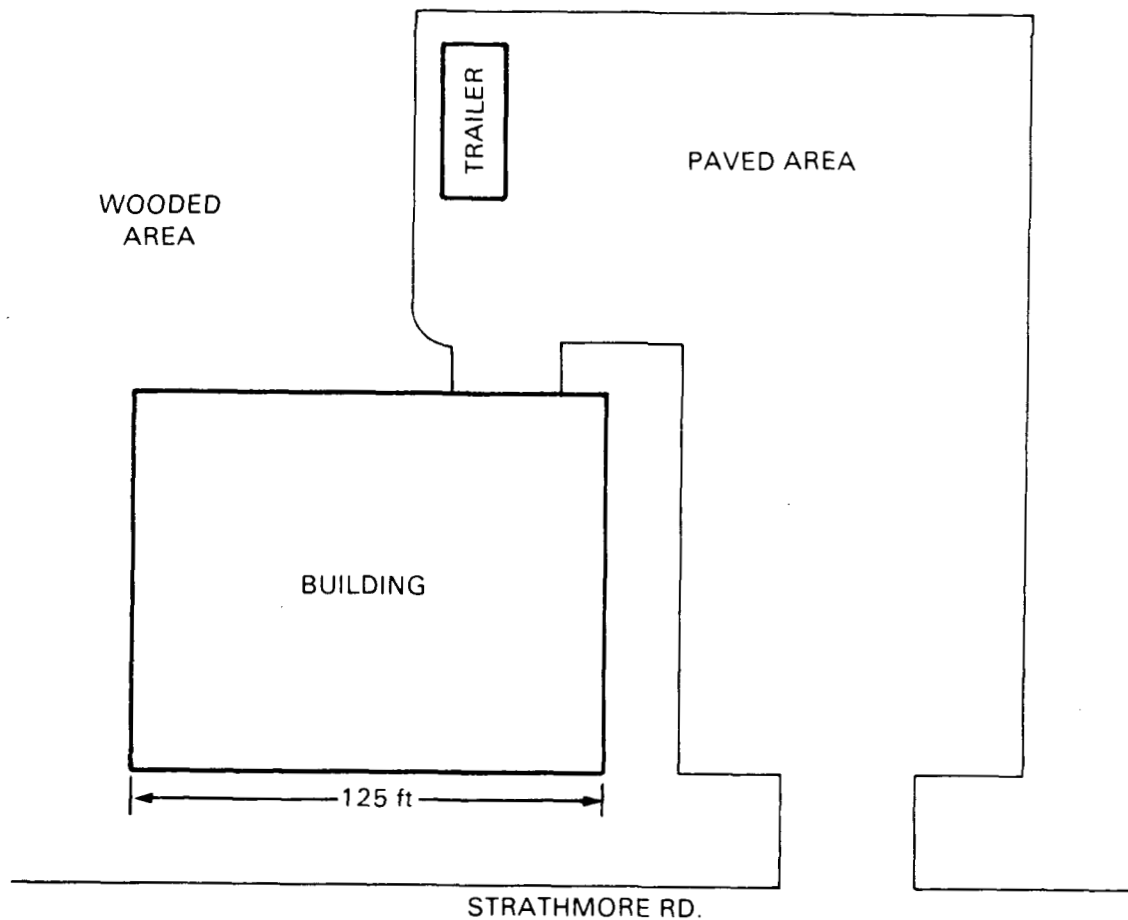 TRAILER
PAVED AREA
WOODED
AREA
BUILDING
125 ft
STRATHMORE RD.